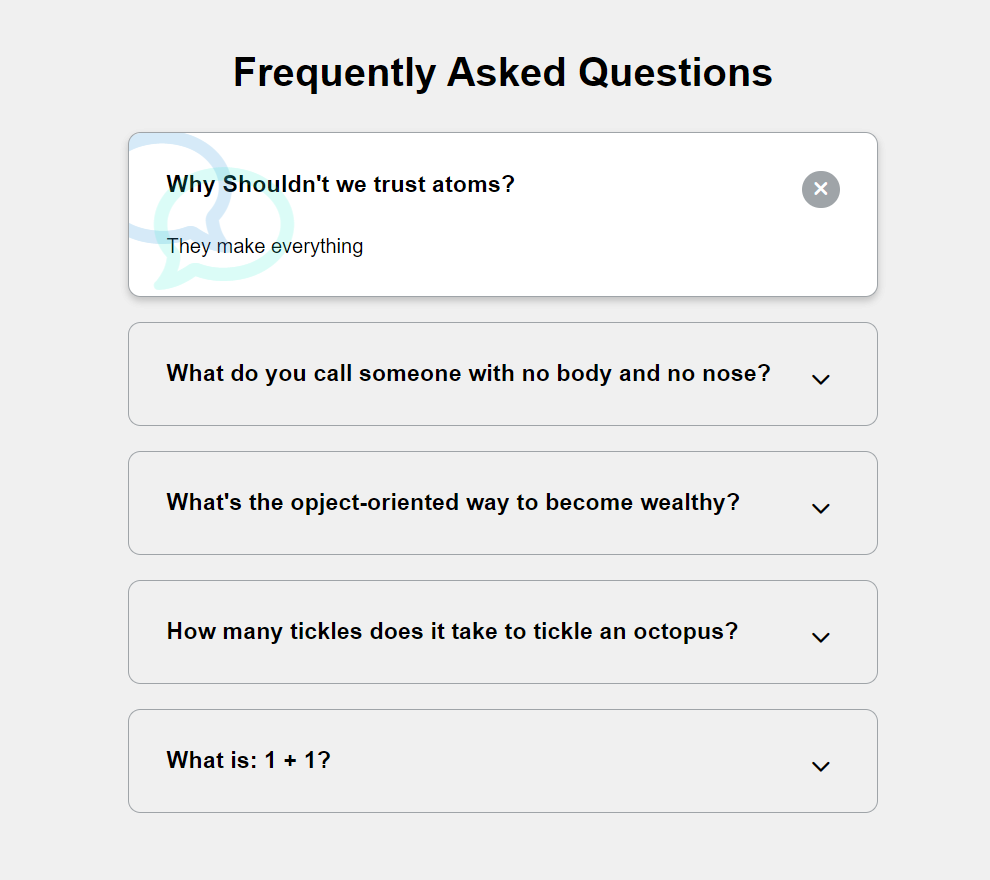 Frequently Asked Questions
Why Shouldn't we trust atoms?
They make everything
What do you call someone with no body and no nose?
What's the opject-oriented way to become wealthy?
How many tickles does it take to tickle an octopus?
What is: 1 + 1?